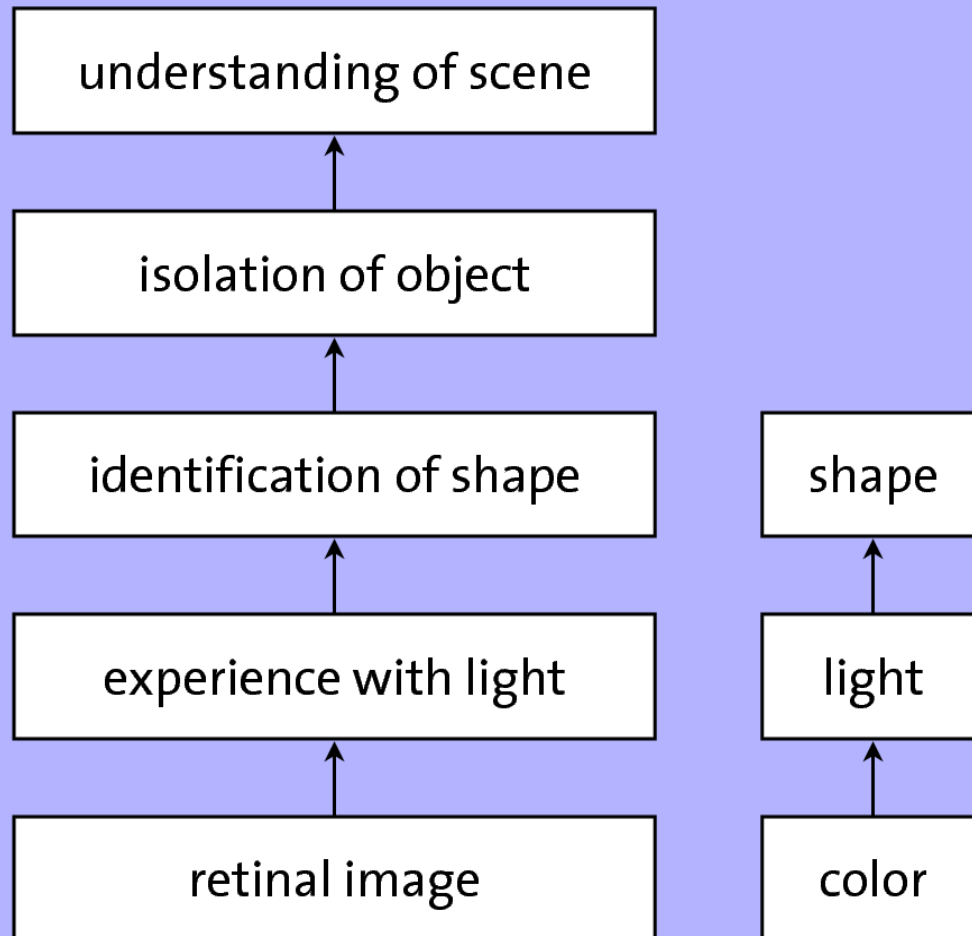 understanding of scene
isolation of object
identification of shape
shape
experience with light
light
retinal image
color